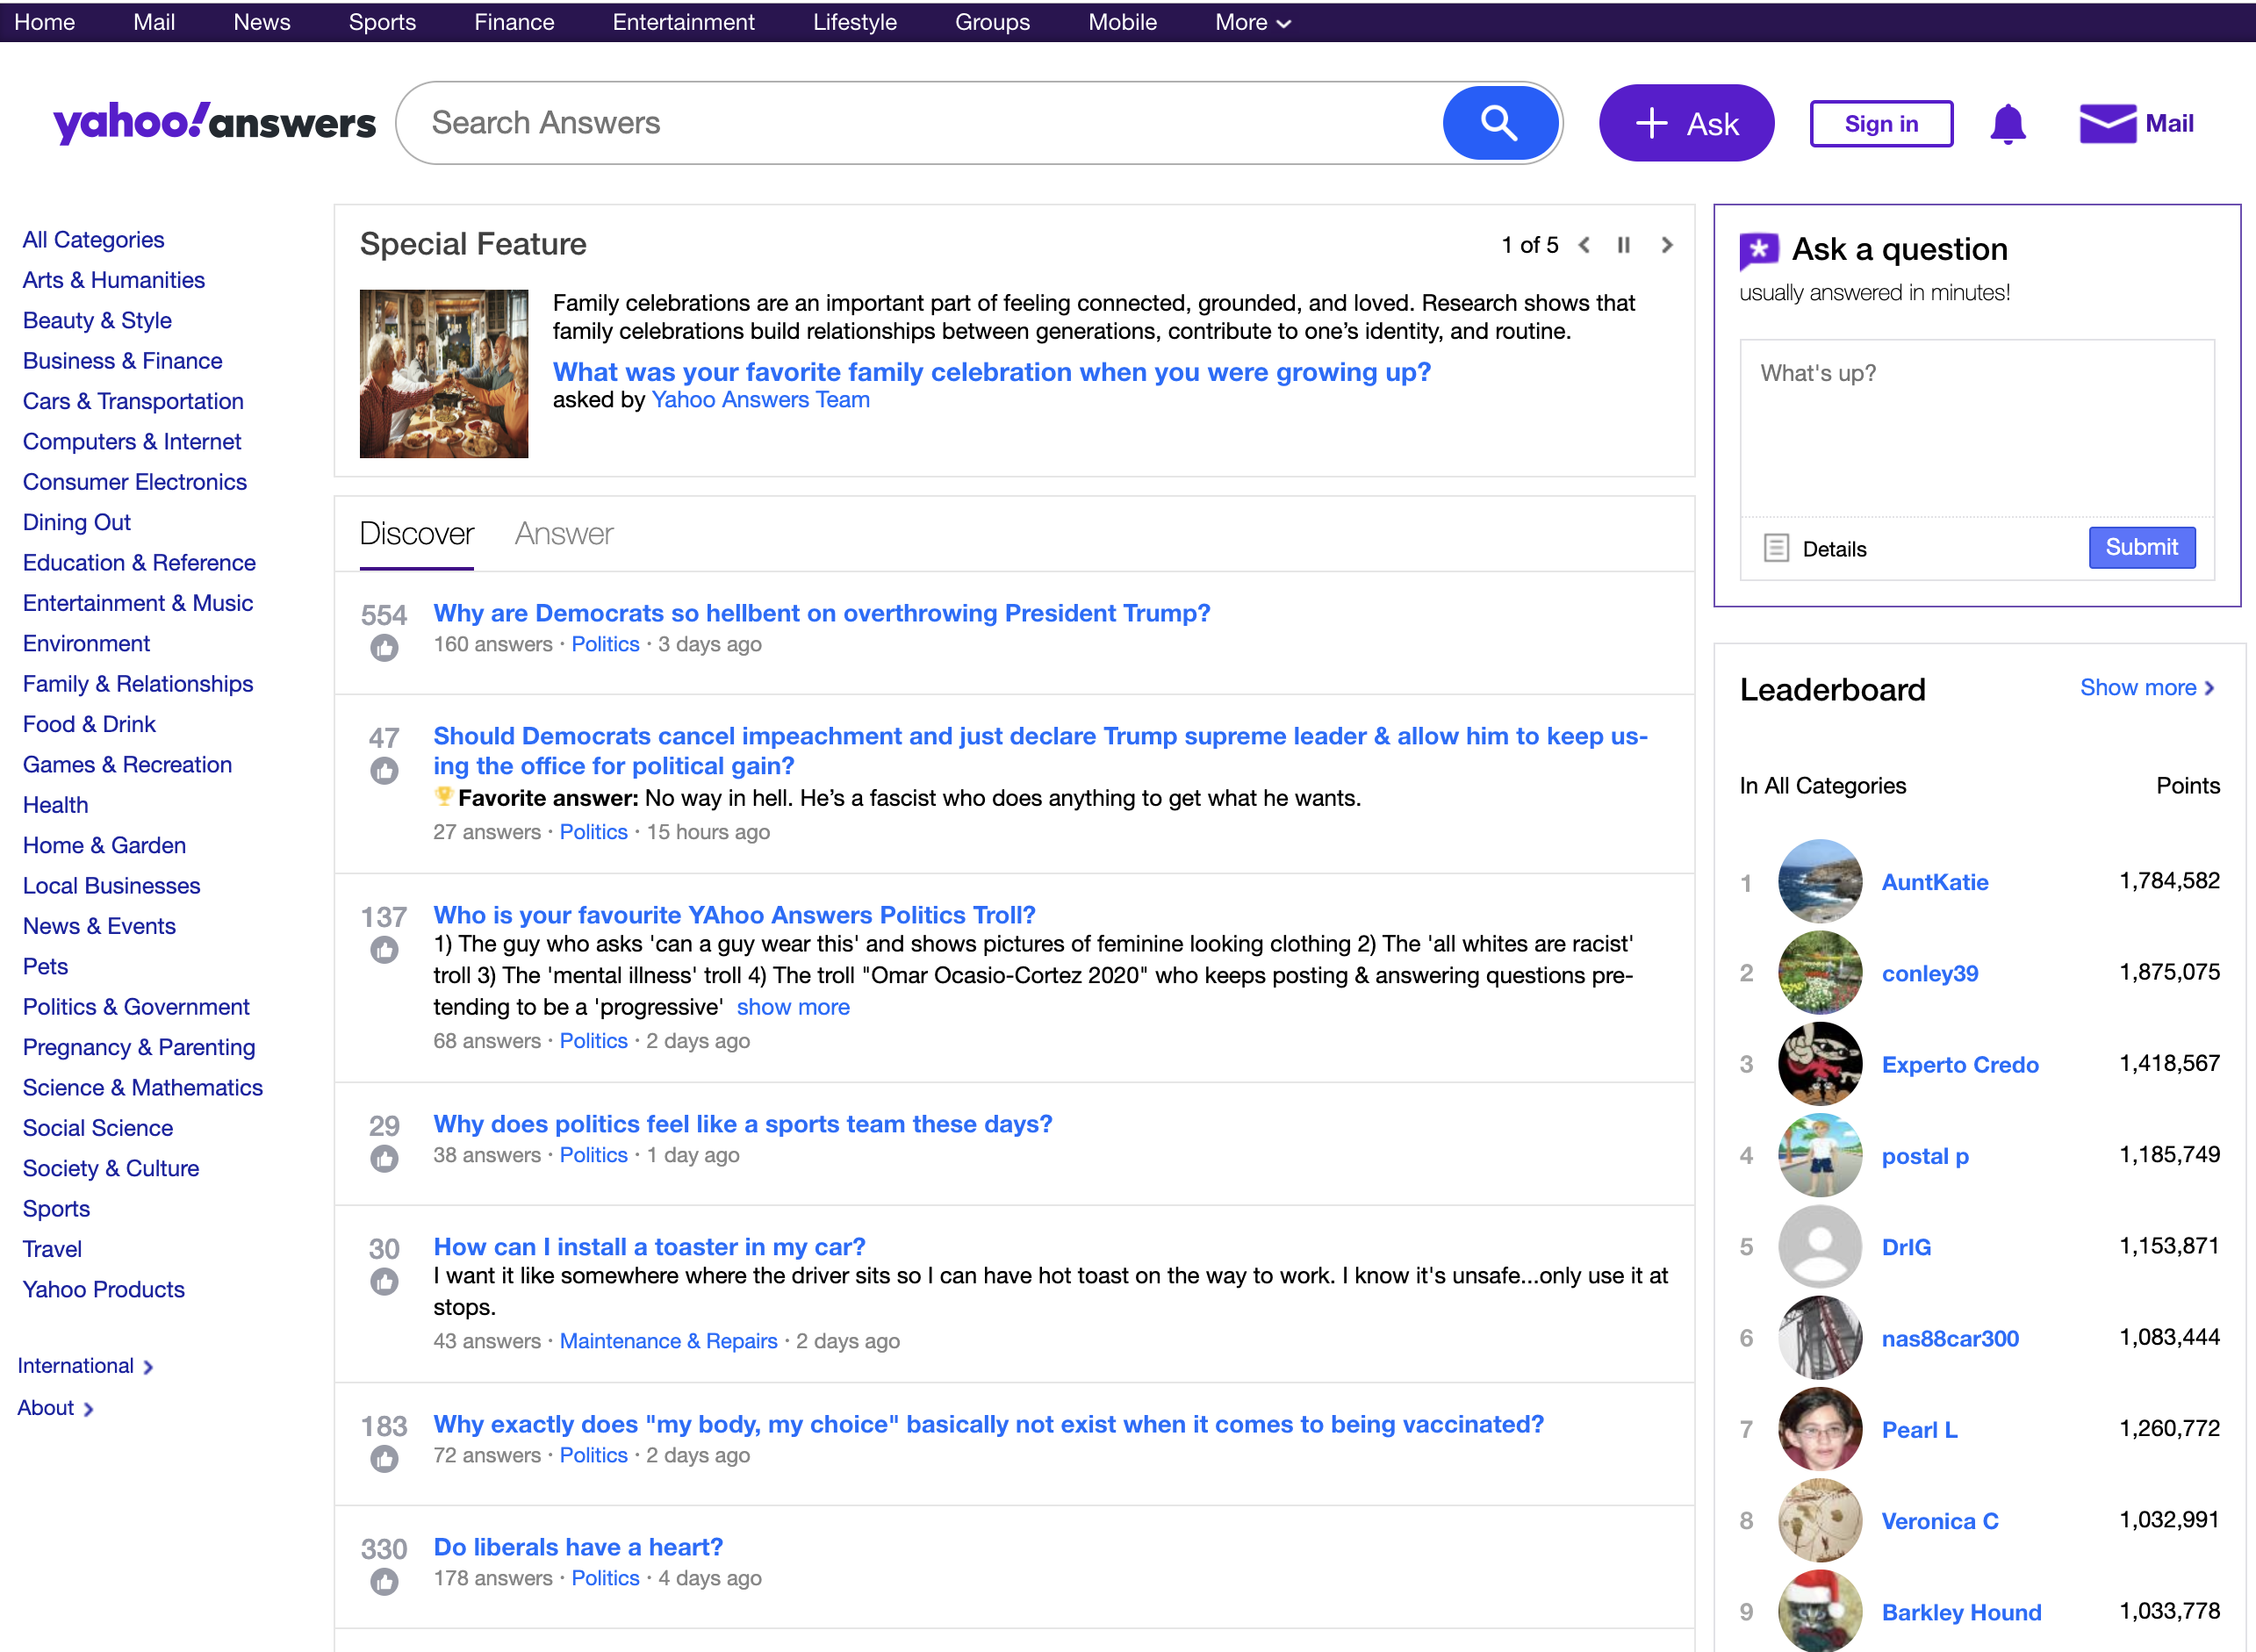 Home Mail News Sports Finance Entertainment Lifestyle Groups Mobile More
yahoo!answers
Search Answers
Ask
Sign in
Mail
All Categories
Arts & Humanities
Beauty & Style
Business & Finance
Cars & Transportation
Computers & Internet
Consumer Electronics
Dining Out
Education & Reference
Entertainment & Music
Environment
Family & Relationships
Food & Drink
Games & Recreation
Health
Home & Garden
Local Businesses
News & Events
Pets
Politics & Government
Pregnancy & Parenting
Science & Mathematics
Social Science
Society & Culture
Sports
Travel
Yahoo Products
International
About
Special Feature
1 of 5
Family celebrations are an important part of feeling connected, grounded, and loved. Research shows that
family celebrations build relationships between generations, contribute to one’s identity, and routine.
What was your favorite family celebration when you were growing up?
asked by Yahoo Answers Team
Discover Answer
554
Why are Democrats so hellbent on overthrowing President Trump?
160 answers · Politics · 3 days ago
47
Should Democrats cancel impeachment and just declare Trump supreme leader & allow him to keep us-
ing the office for political gain?
Favorite answer: No way in hell. He’s a fascist who does anything to get what he wants.
27 answers · Politics · 15 hours ago
137
Who is your favourite YAhoo Answers Politics Troll?
1) The guy who asks 'can a guy wear this' and shows pictures of feminine looking clothing 2) The 'all whites are racist'
troll 3) The 'mental illness' troll 4) The troll "Omar Ocasio-Cortez 2020" who keeps posting & answering questions pre-
tending to be a 'progressive' show more
68 answers · Politics · 2 days ago
29
Why does politics feel like a sports team these days?
38 answers · Politics · 1 day ago
30
How can I install a toaster in my car?
I want it like somewhere where the driver sits so I can have hot toast on the way to work. I know it's unsafe...only use it at
stops.
43 answers · Maintenance & Repairs · 2 days ago
183
Why exactly does "my body, my choice" basically not exist when it comes to being vaccinated?
72 answers · Politics · 2 days ago
330
Do liberals have a heart?
178 answers · Politics · 4 days ago
Ask a question
usually answered in minutes!
What's up?
Details
Submit
Leaderboard
Show more
In All Categories Points
1 AuntKatie 1,784,582
2 conley39 1,875,075
3 Experto Credo 1,418,567
4 postal p 1,185,749
5 DrIG 1,153,871
6 nas88car300 1,083,444
7 Pearl L 1,260,772
8 Veronica C 1,032,991
9 Barkley Hound 1,033,778